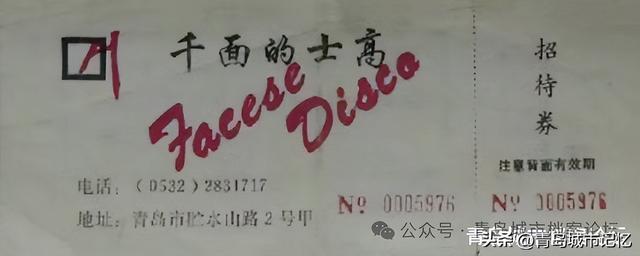 千面的士高
Facese
Disco
电话：（0532）2831717
地址：青岛市贮水山路2号甲
№ 0005976
招待券
注意背面有效期
№ 0005976
公众号·青岛城市档案论坛
头条@青岛城市记忆